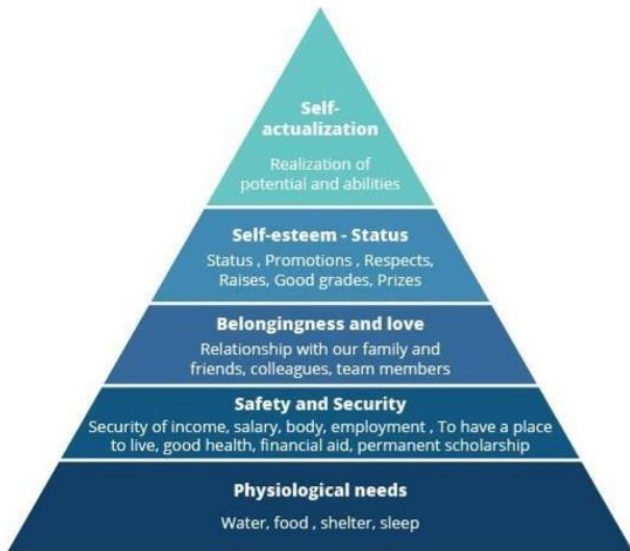 Self-
actualization
Realization of
potential and abilities
Self-esteem - Status
Status , Promotions , Respects,
Raises, Good grades, Prizes
Belongingness and love
Relationship with our family and
friends, colleagues, team members
Safety and Security
Security of income, salary, body, employment , To have a place
to live, good health, financial aid, permanent scholarship
Physiological needs
Water, food , shelter, sleep